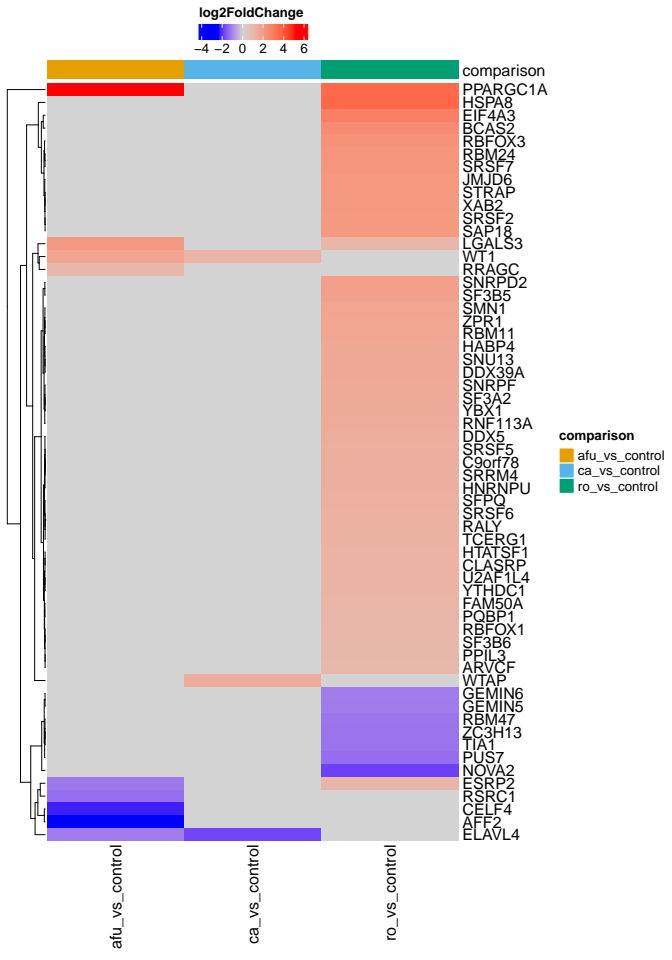 log2FoldChange
−4 −2 0 2 4 6
comparison
PPARGC1A
HSPA8
EIF4A3
BCAS2
RBFOX3
RBM24
SRSF7
JMJD6
STRAP
XAB2
SRSF2
SAP18
LGALS3
WT1
RRAGC
SNRPD2
SF3B5
SMN1
ZPR1
RBM11
HABP4
SNU13
DDX39A
SNRPF
SF3A2
YBX1
RNF113A
DDX5
SRSF5
C9orf78
SRRM4
HNRNPU
SFPQ
SRSF6
RALY
TCERG1
HTATSF1
CLASRP
U2AF1L4
YTHDC1
FAM50A
PQBP1
RBFOX1
SF3B6
PPIL3
ARVCF
WTAP
GEMIN6
GEMIN5
RBM47
ZC3H13
TIA1
PUS7
NOVA2
ESRP2
RSRC1
CELF4
AFF2
ELAVL4
afu_vs_control
ca_vs_control
ro_vs_control
comparison
afu_vs_control
ca_vs_control
ro_vs_control